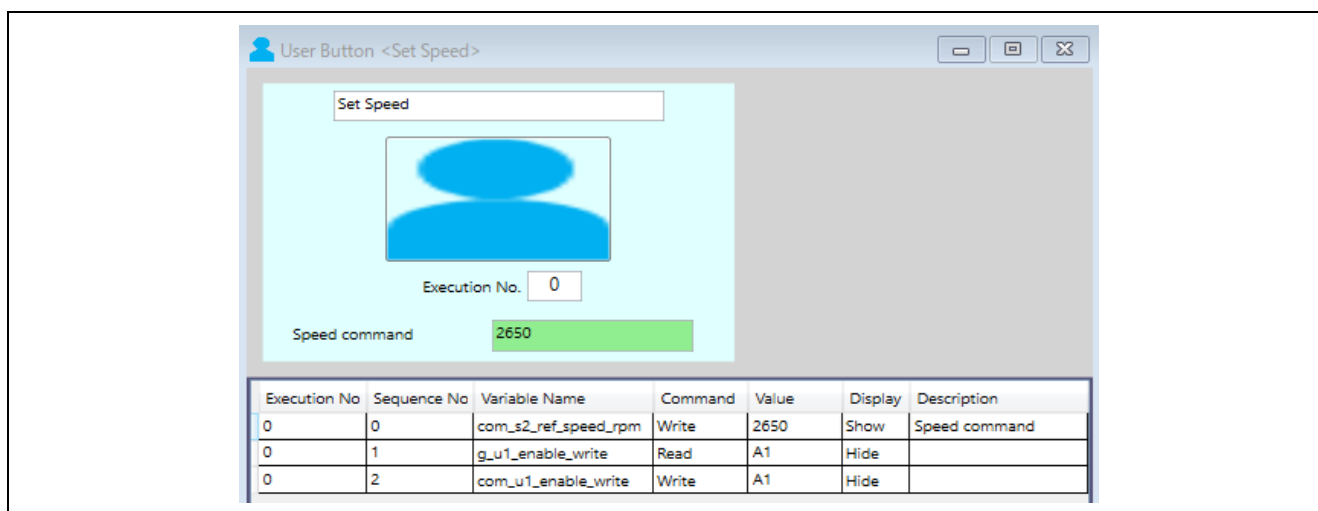 User Button <Set Speed>
Set Speed
Execution No. 0
Speed command 2650
Execution No Sequence No Variable Name Command Value Display Description
0 0 com_s2_ref_speed_rpm Write 2650 Show Speed command
0 1 g_u1_enable_write Read A1 Hide
0 2 com_u1_enable_write Write A1 Hide